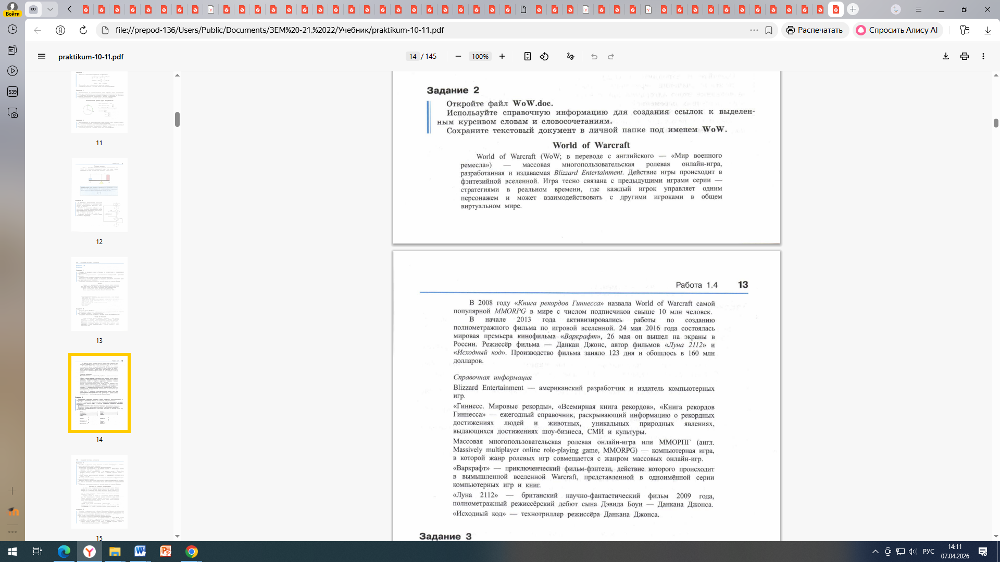 Войти
file://prepod-136/Users/Public/Documents/ЗЕМ%20-21,%2022/Учебник/praktikum-10-11.pdf
Распечатать
Спросить Алису AI
539
praktikum-10-11.pdf
14 / 145
100%
11
12
13
14
15
Задание 2
Откройте файл WoW.doc.
Используйте справочную информацию для создания ссылок к выделен-
ным курсивом словам и словосочетаниям.
Сохраните текстовый документ в личной папке под именем WoW.
World of Warcraft
World of Warcraft (WoW; в переводе с английского — «Мир военного
ремесла») — массовая многопользовательская ролевая онлайн-игра,
разработанная и издаваемая Blizzard Entertainment. Действие игры происходит в
фэнтезийной вселенной. Игра тесно связана с предыдущими играми серии —
стратегиями в реальном времени, где каждый игрок управляет одним
персонажем и может взаимодействовать с другими игроками в общем
виртуальном мире.
Работа 1.4 13
В 2008 году «Книга рекордов Гиннесса» назвала World of Warcraft самой
популярной MMORPG в мире с числом подписчиков свыше 10 млн человек.
В начале 2013 года активизировались работы по созданию
полнометражного фильма по игровой вселенной. 24 мая 2016 года состоялась
мировая премьера кинофильма «Варкрафт», 26 мая он вышел на экраны в
России. Режиссёр фильма — Данкан Джонс, автор фильмов «Луна 2112» и
«Исходный код». Производство фильма заняло 123 дня и обошлось в 160 млн
долларов.
Справочная информация
Blizzard Entertainment — американский разработчик и издатель компьютерных
игр.
«Гиннесс. Мировые рекорды», «Всемирная книга рекордов», «Книга рекордов
Гиннесса» — ежегодный справочник, раскрывающий информацию о рекордных
достижениях людей и животных, уникальных природных явлениях,
выдающихся достижениях шоу-бизнеса, СМИ и культуры.
Массовая многопользовательская ролевая онлайн-игра или ММОРПГ (англ.
Massively multiplayer online role-playing game, MMORPG) — компьютерная игра,
в которой жанр ролевых игр совмещается с жанром массовых онлайн-игр.
«Варкрафт» — приключенческий фильм-фэнтези, действие которого происходит
в вымышленной вселенной Warcraft, представленной в одноимённой серии
компьютерных игр и книг.
«Луна 2112» — британский научно-фантастический фильм 2009 года,
полнометражный режиссёрский дебют сына Дэвида Боуи — Данкана Джонса.
«Исходный код» — технотриллер режиссёра Данкана Джонса.
Задание 3
РУС
14:11
07.04.2026